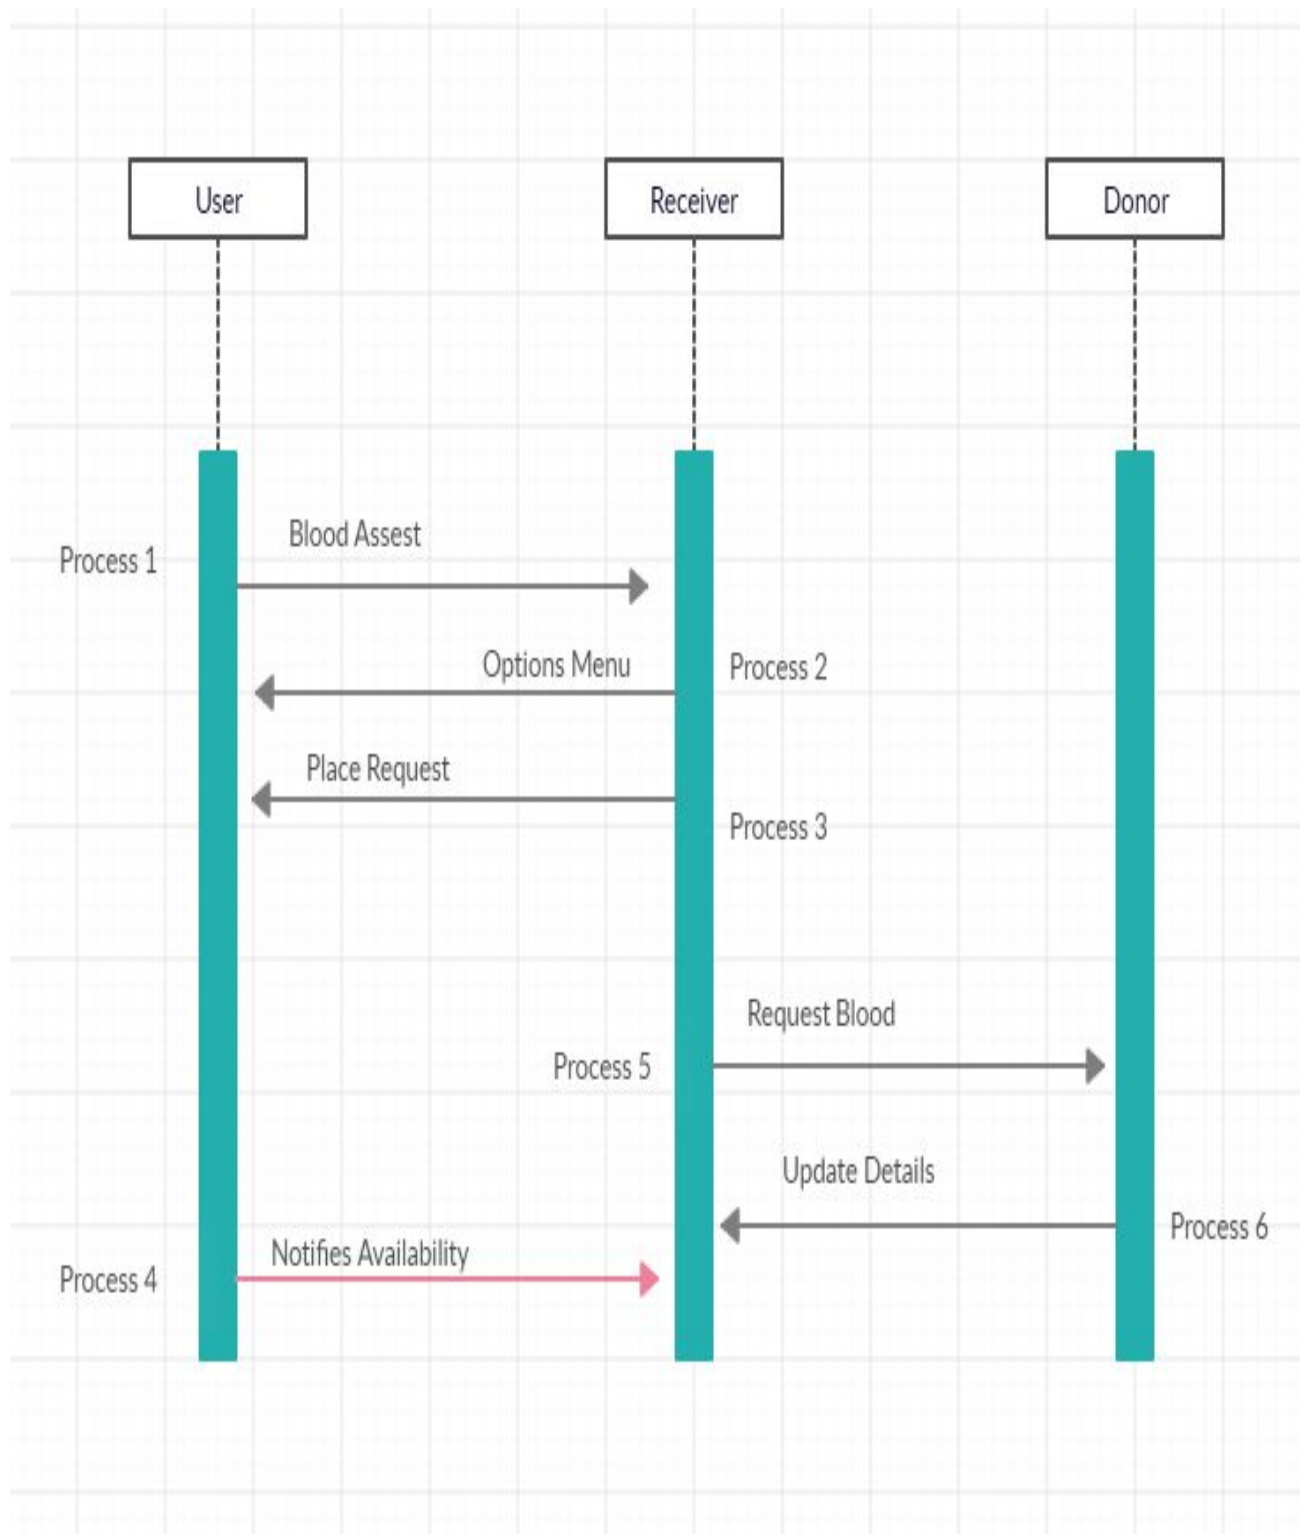 User
Receiver
Donor
Blood Assest
Process 1
Options Menu
Process 2
Place Request
Process 3
Request Blood
Process 5
Update Details
Process 6
Notifies Availability
Process 4